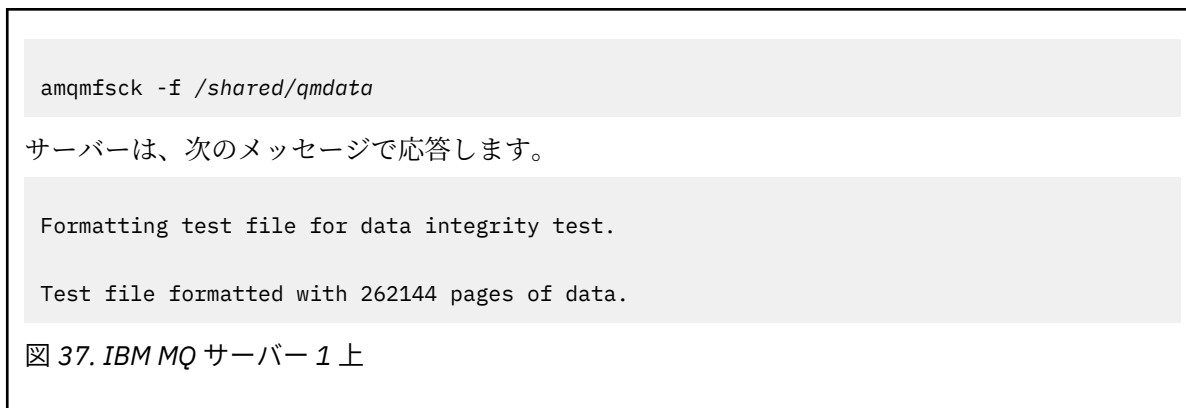 amqmfsck -f /shared/qmdata
サーバーは、次のメッセージで応答します。
Formatting test file for data integrity test.
Test file formatted with 262144 pages of data.
図 37. IBM MQ サーバー 1 上